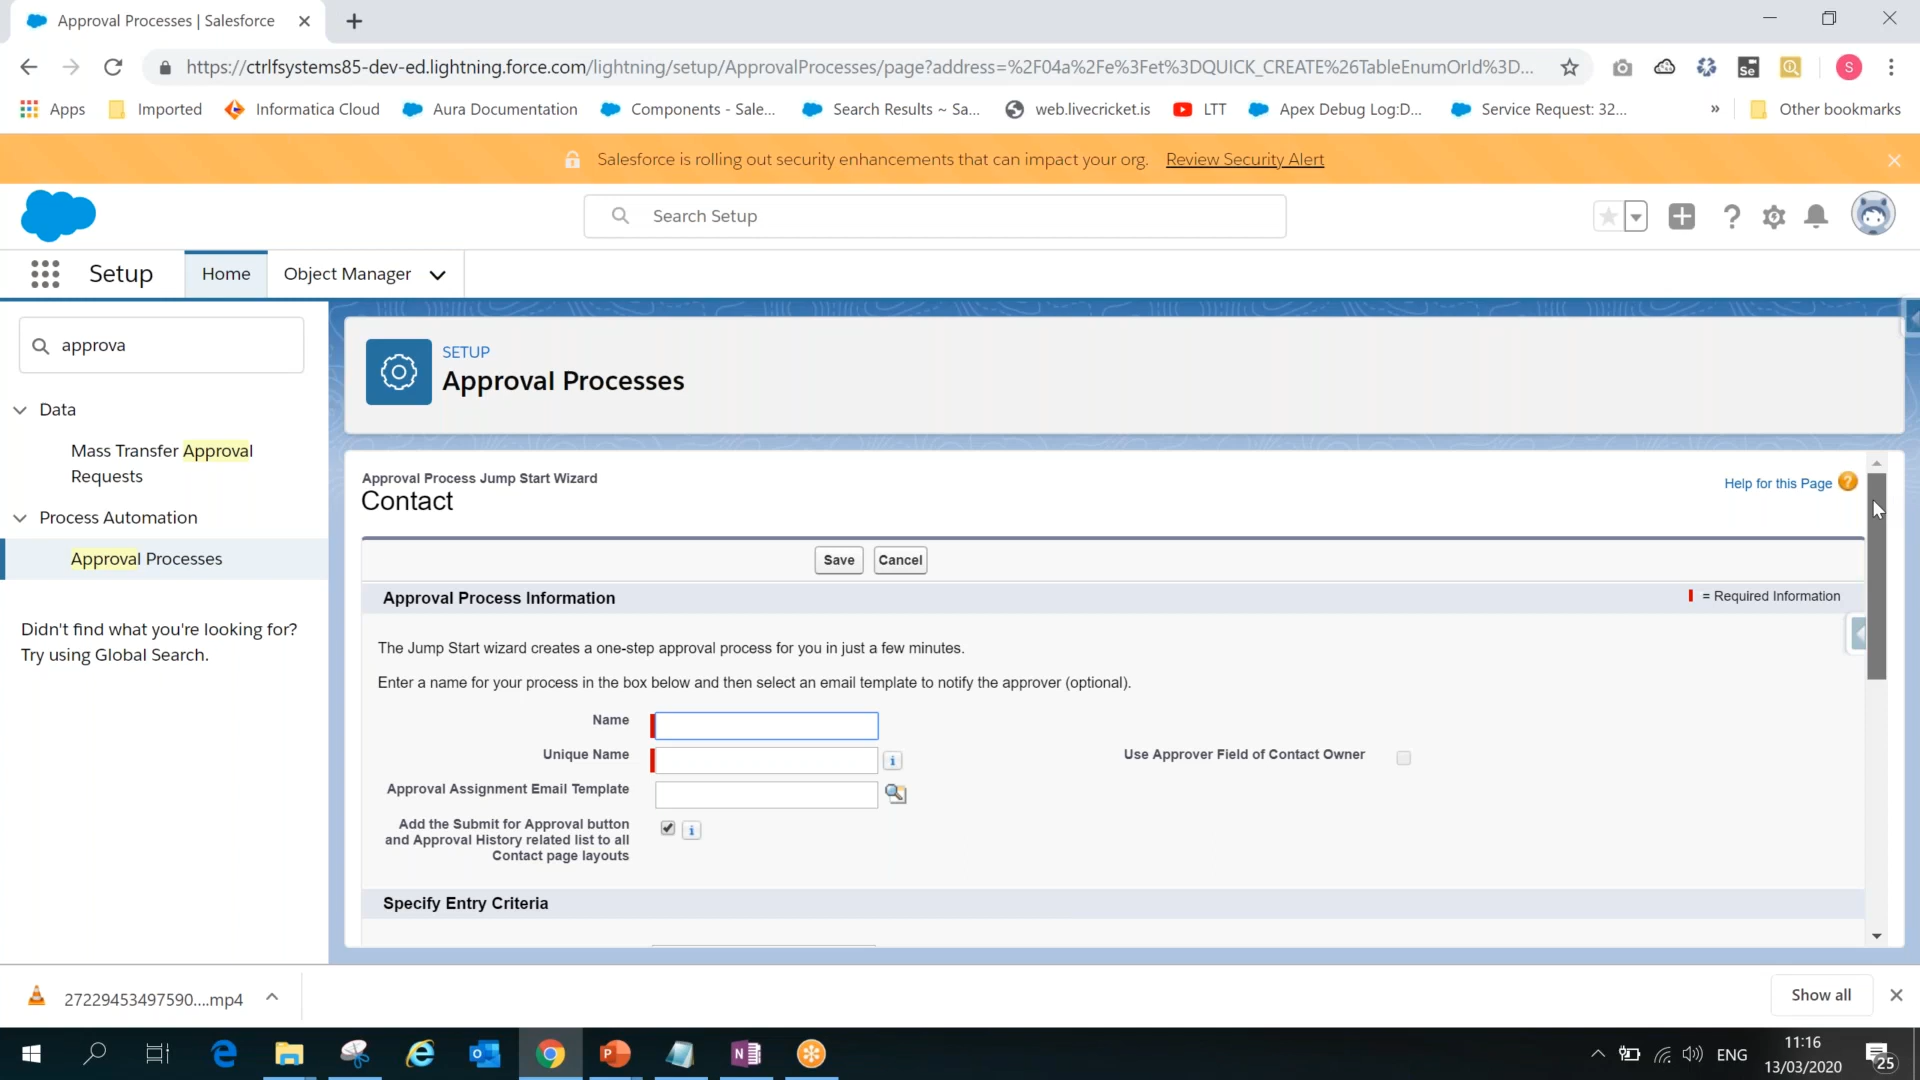 Approval Processes | Salesforce
https://ctrlfsystems85-dev-ed.lightning.force.com/lightning/setup/ApprovalProcesses/page?address=%2F04a%2Fe%3Fet%3DQUICK_CREATE%26TableEnumOrId%3D...
Se
S
Apps
Imported
Informatica Cloud
Aura Documentation
Components - Sale...
Search Results ~ Sa...
web.livecricket.is
LTT
Apex Debug Log:D...
Service Request: 32...
»
Other bookmarks
Salesforce is rolling out security enhancements that can impact your org. Review Security Alert
Search Setup
Setup
Home
Object Manager
approva
Data
Mass Transfer Approval
Requests
Process Automation
Approval Processes
Didn't find what you're looking for?
Try using Global Search.
SETUP
Approval Processes
Approval Process Jump Start Wizard
Contact
Help for this Page
Save
Cancel
Approval Process Information
= Required Information
The Jump Start wizard creates a one-step approval process for you in just a few minutes.
Enter a name for your process in the box below and then select an email template to notify the approver (optional).
Name
Unique Name
Use Approver Field of Contact Owner
Approval Assignment Email Template
Add the Submit for Approval button
and Approval History related list to all
Contact page layouts
Specify Entry Criteria
27229453497590....mp4
Show all
ENG
11:16
13/03/2020
25